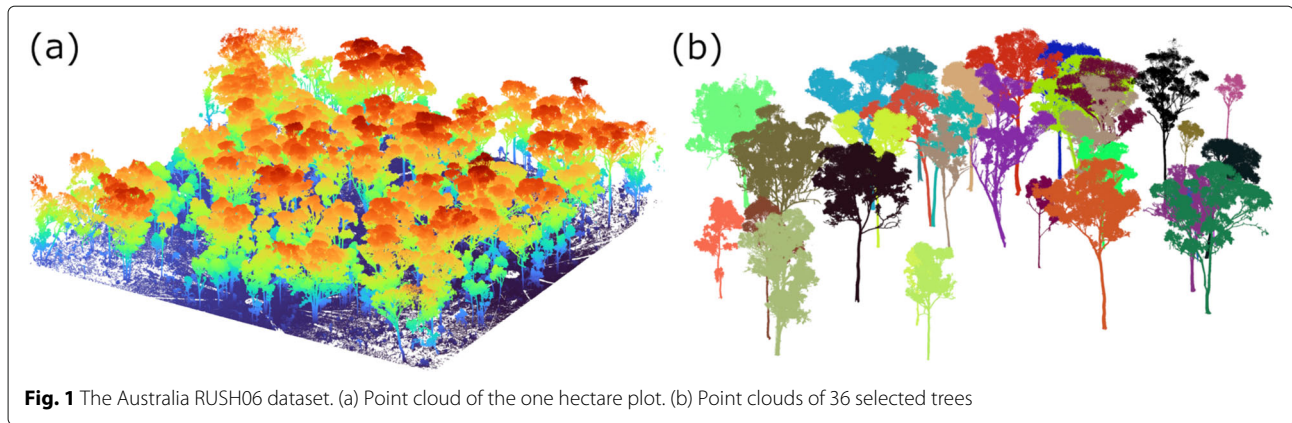 (a)
(b)
Fig. 1 The Australia RUSH06 dataset. (a) Point cloud of the one hectare plot. (b) Point clouds of 36 selected trees